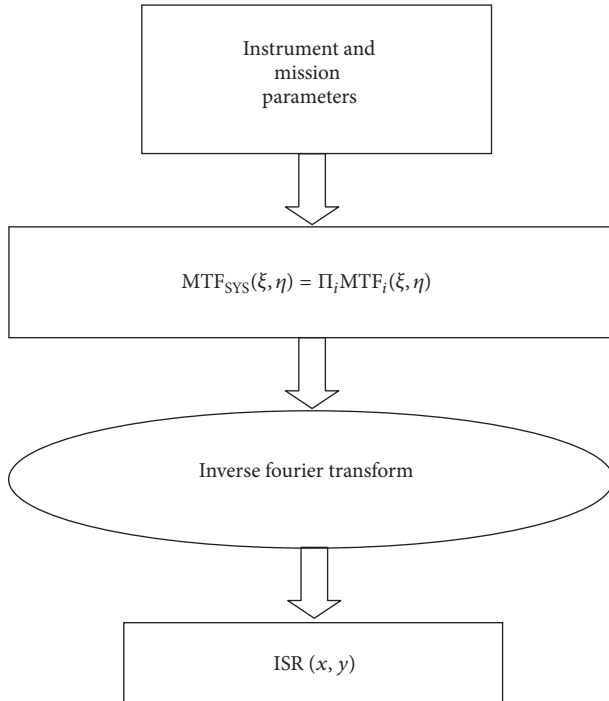 Instrument and
mission
parameters
MTF_SYS(ξ, η) = Π_i MTF_i(ξ, η)
Inverse fourier transform
ISR (x, y)